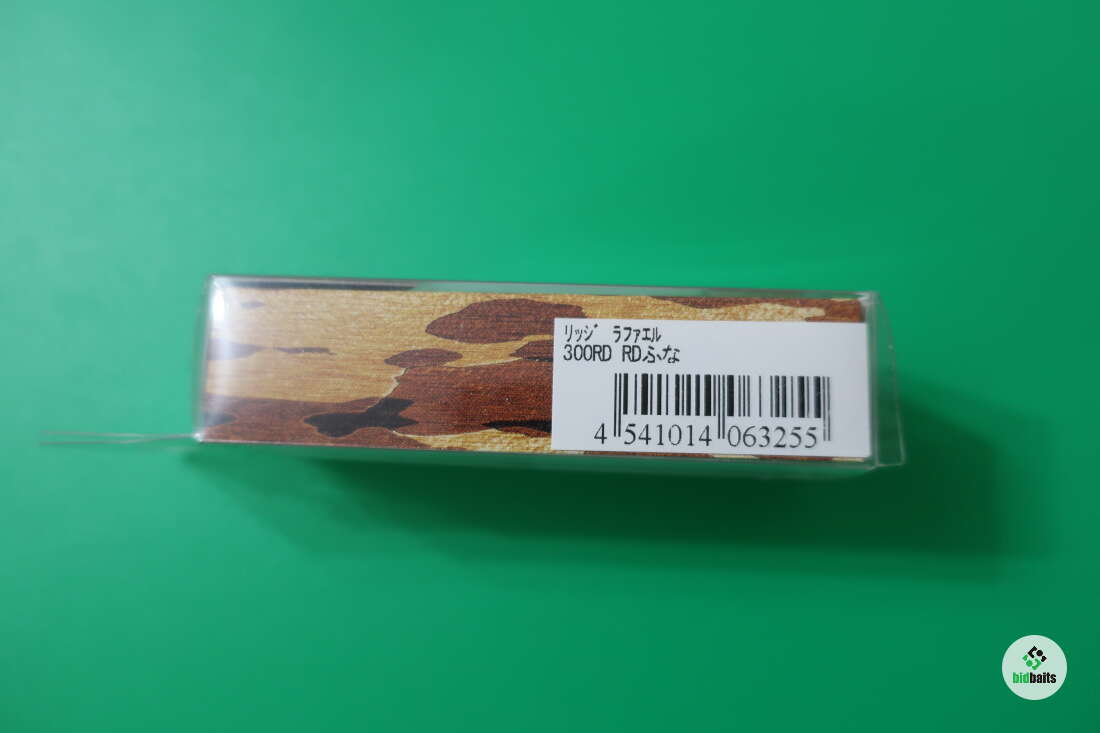 ﾘｯｼﾞ ﾗﾌｧｴﾙ
300RD RDふな
4 541014 063255
bidbaits